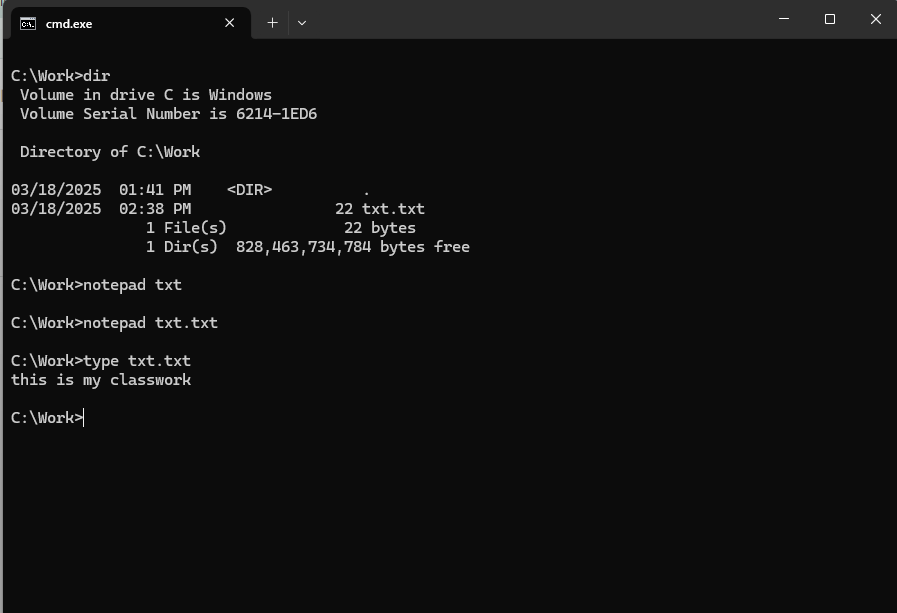 cmd.exe
C:\Work>dir
 Volume in drive C is Windows
 Volume Serial Number is 6214-1ED6
 Directory of C:\Work
03/18/2025  01:41 PM    <DIR>          .
03/18/2025  02:38 PM                22 txt.txt
               1 File(s)             22 bytes
               1 Dir(s)  828,463,734,784 bytes free
C:\Work>notepad txt
C:\Work>notepad txt.txt
C:\Work>type txt.txt
this is my classwork
C:\Work>